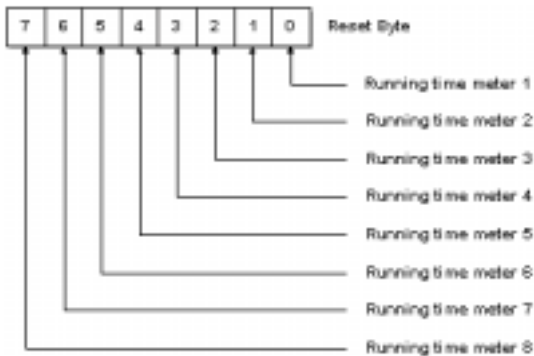 7 6 5 4 3 2 1 0 Reset Byte
Running time meter 1
Running time meter 2
Running time meter 3
Running time meter 4
Running time meter 5
Running time meter 6
Running time meter 7
Running time meter 8